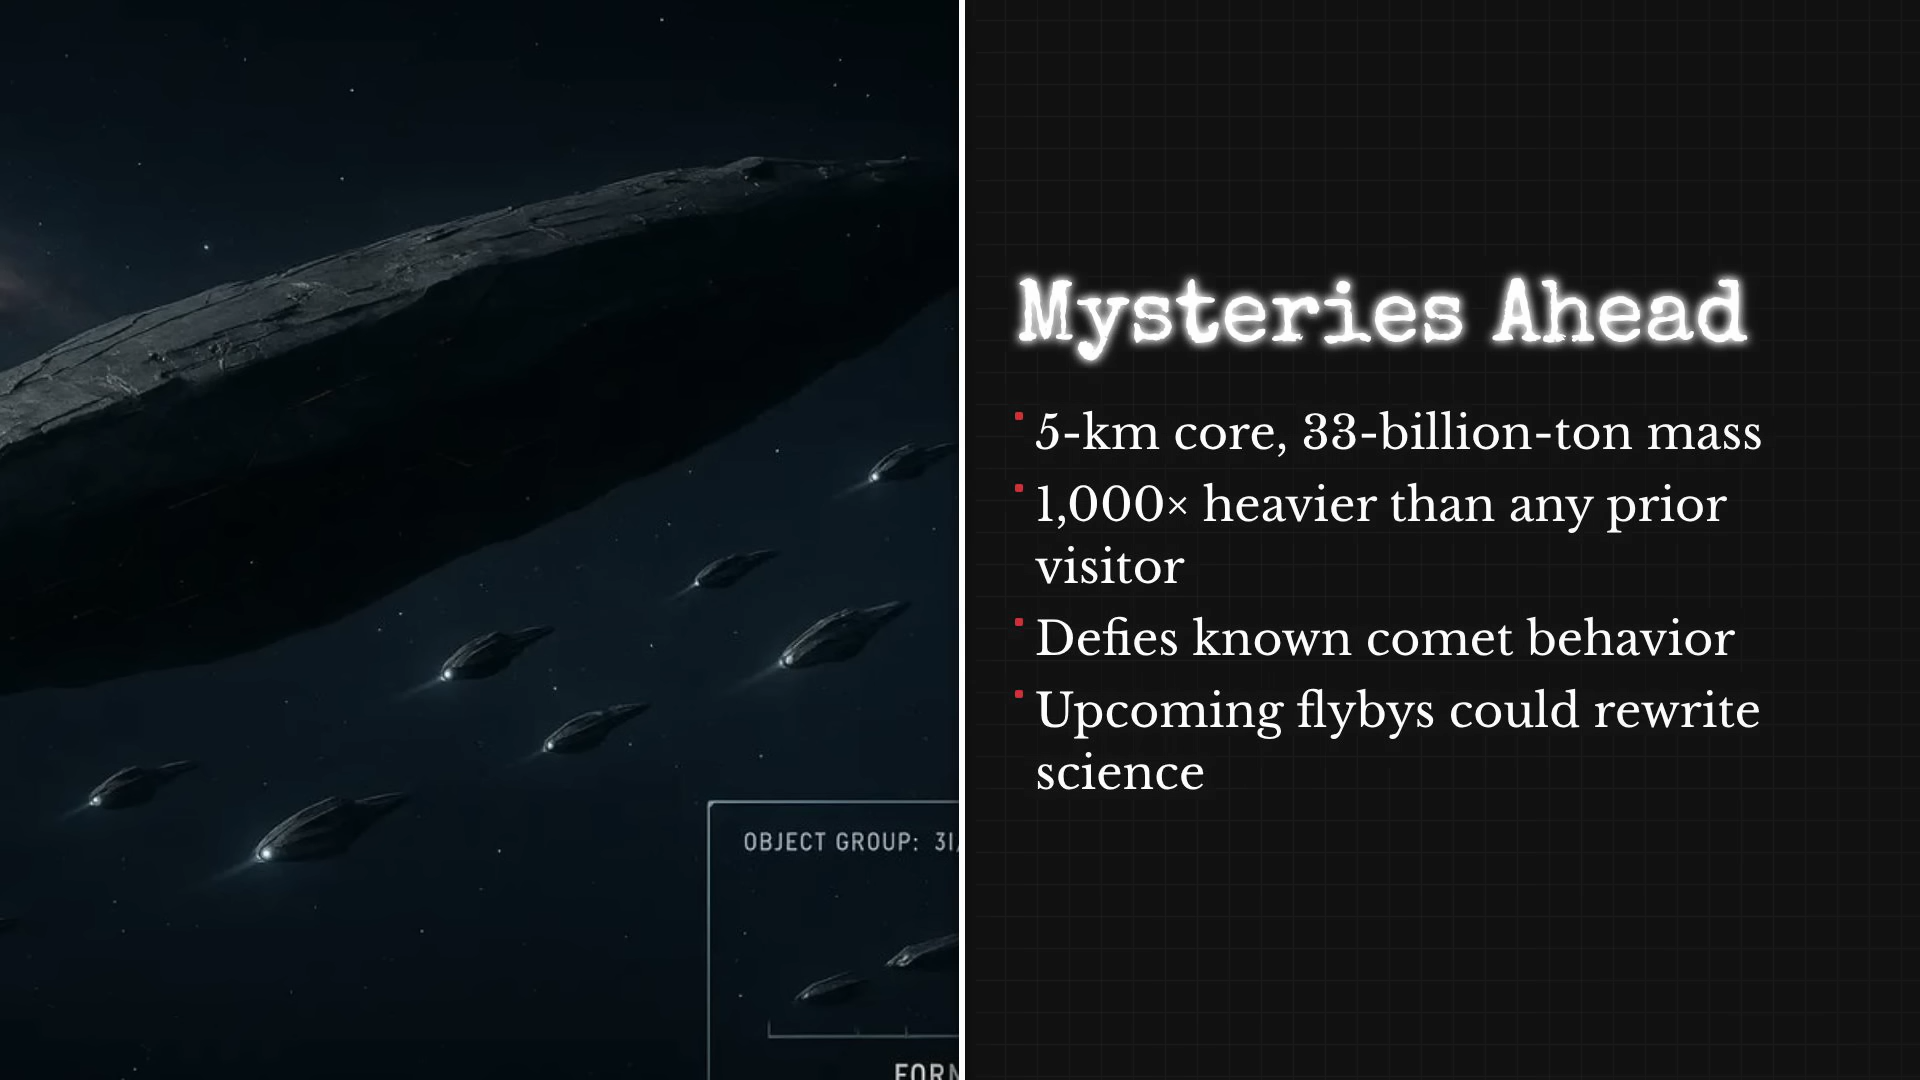 Mysteries Ahead
5-km core, 33-billion-ton mass
1,000× heavier than any prior
visitor
Defies known comet behavior
Upcoming flybys could rewrite
science
OBJECT GROUP: 3I/